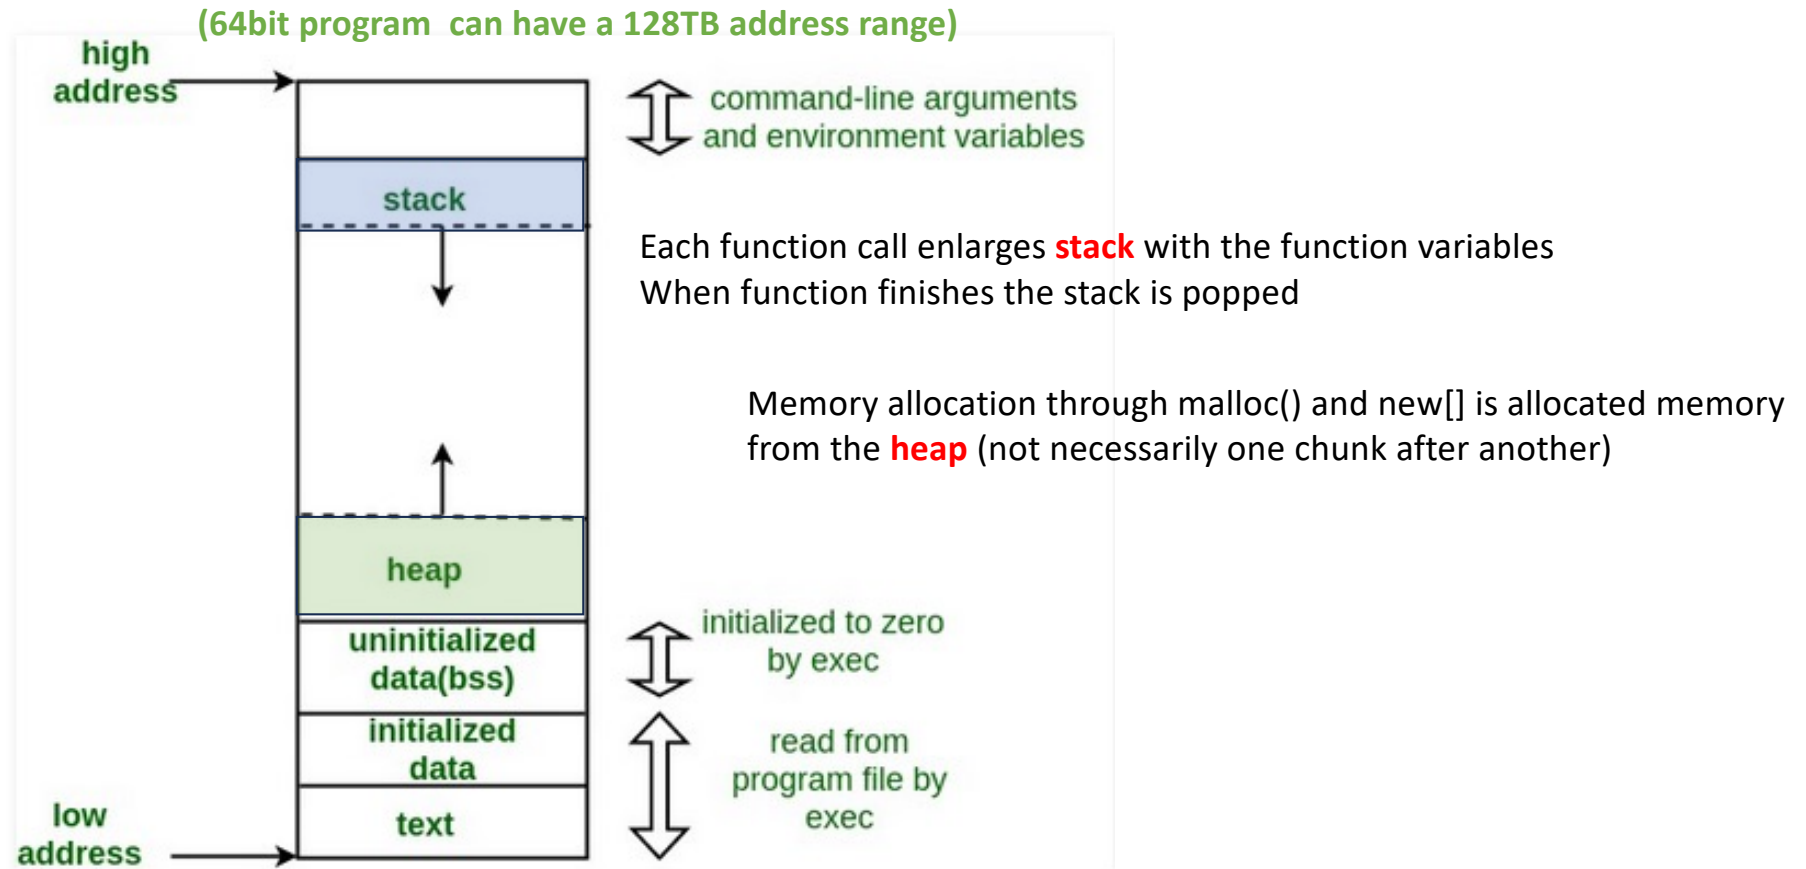 (64bit program  can have a 128TB address range)
high
address
command-line arguments
and environment variables
stack
Each function call enlarges stack with the function variables
When function finishes the stack is popped
Memory allocation through malloc() and new[] is allocated memory
from the heap (not necessarily one chunk after another)
heap
uninitialized
data(bss)
initialized to zero
by exec
initialized
data
read from
program file by
exec
text
low
address